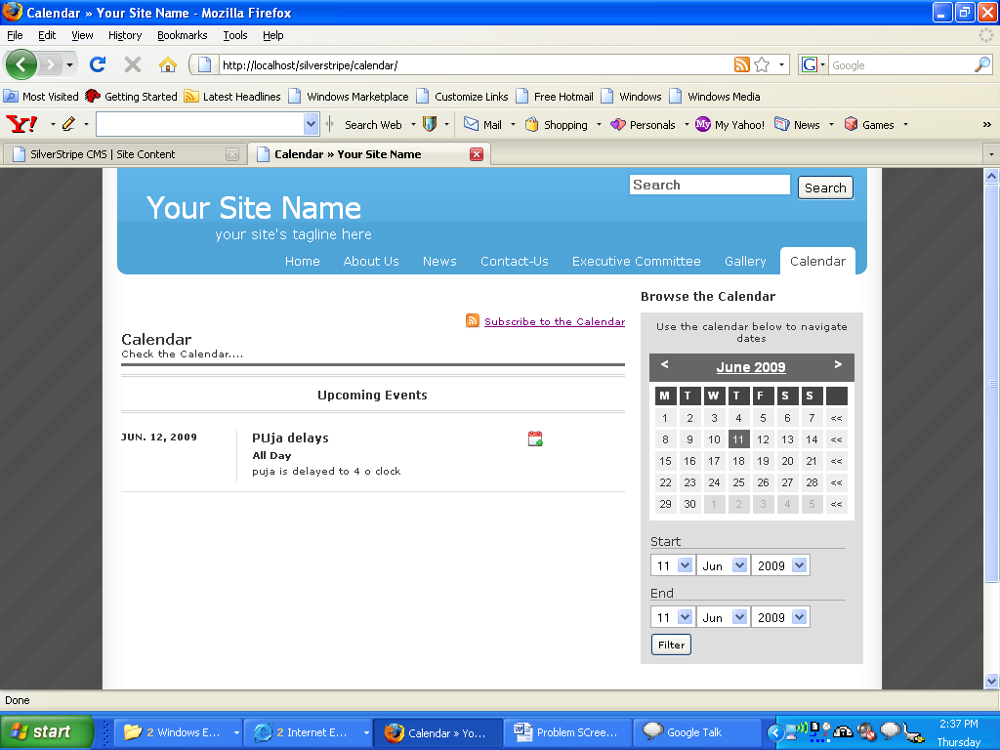 Calendar » Your Site Name - Mozilla Firefox
File Edit View History Bookmarks Tools Help
http://localhost/silverstripe/calendar/
G Google
Most Visited Getting Started Latest Headlines Windows Marketplace Customize Links Free Hotmail Windows Windows Media
Y! Search Web Mail Shopping Personals My My Yahoo! News Games »
SilverStripe CMS | Site Content Calendar » Your Site Name
Search Search
Your Site Name
your site's tagline here
Home About Us News Contact-Us Executive Committee Gallery Calendar
Subscribe to the Calendar
Calendar
Check the Calendar....
Upcoming Events
JUN. 12, 2009
PUja delays
All Day
puja is delayed to 4 o clock
Browse the Calendar
Use the calendar below to navigate
dates
< June 2009 >
M T W T F S S
1 2 3 4 5 6 7 <<
8 9 10 11 12 13 14 <<
15 16 17 18 19 20 21 <<
22 23 24 25 26 27 28 <<
29 30 1 2 3 4 5 <<
Start
11 Jun 2009
End
11 Jun 2009
Filter
Done
start 2 Windows E... 2 Internet E... Calendar » Yo... Problem SCree... Google Talk 2:37 PM
Thursday